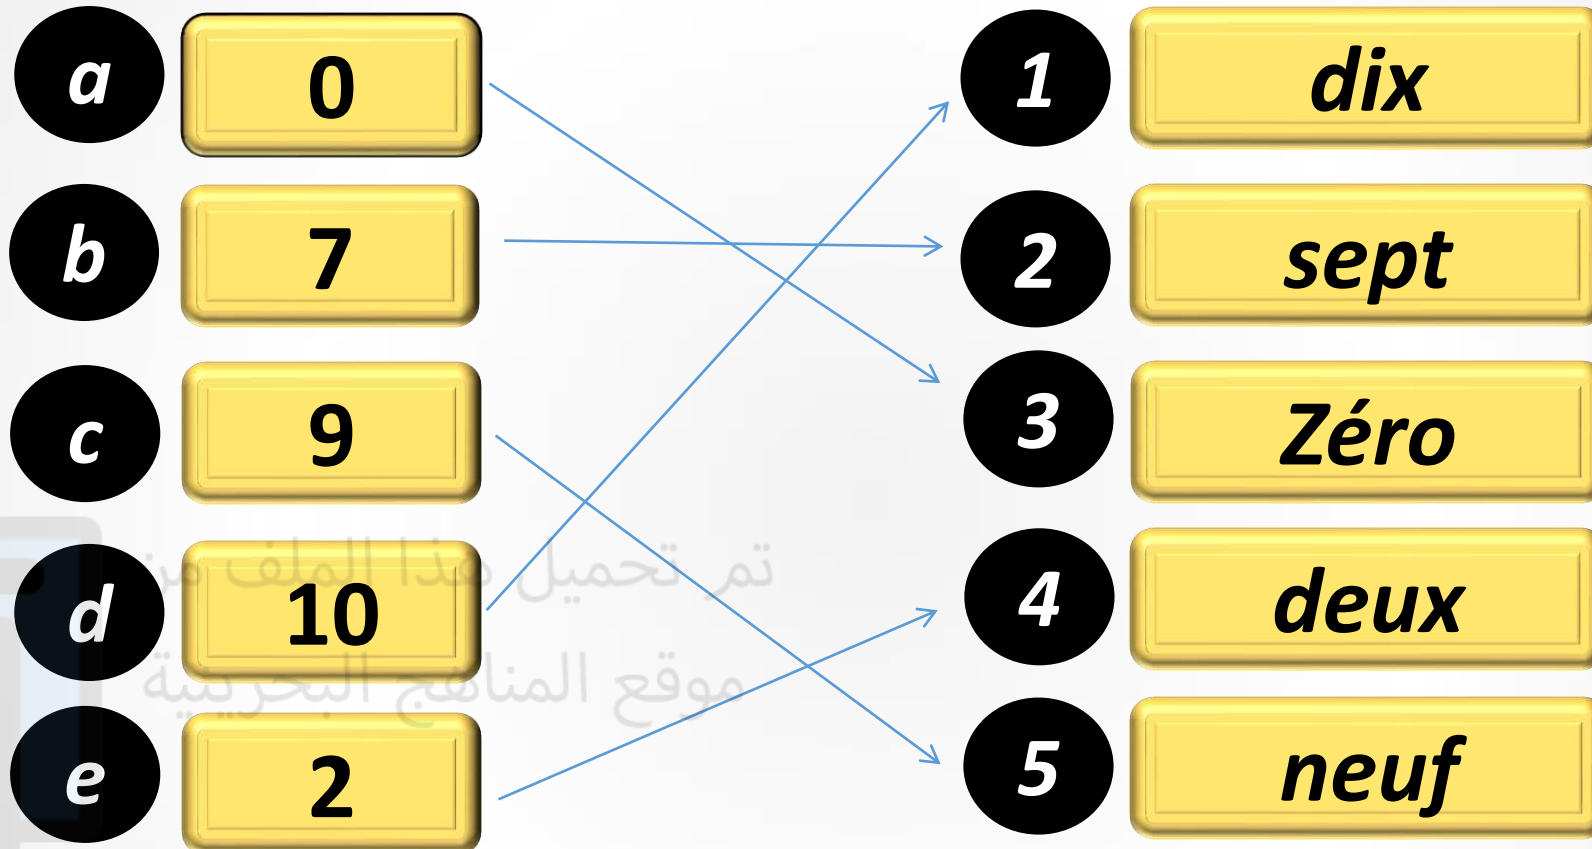 a 0 1 dix
b 7 2 sept
c 9 3 Zéro
d 10 4 deux
e 2 5 neuf
تم تحميل هذا الملف من
موقع المناهج البحرينية